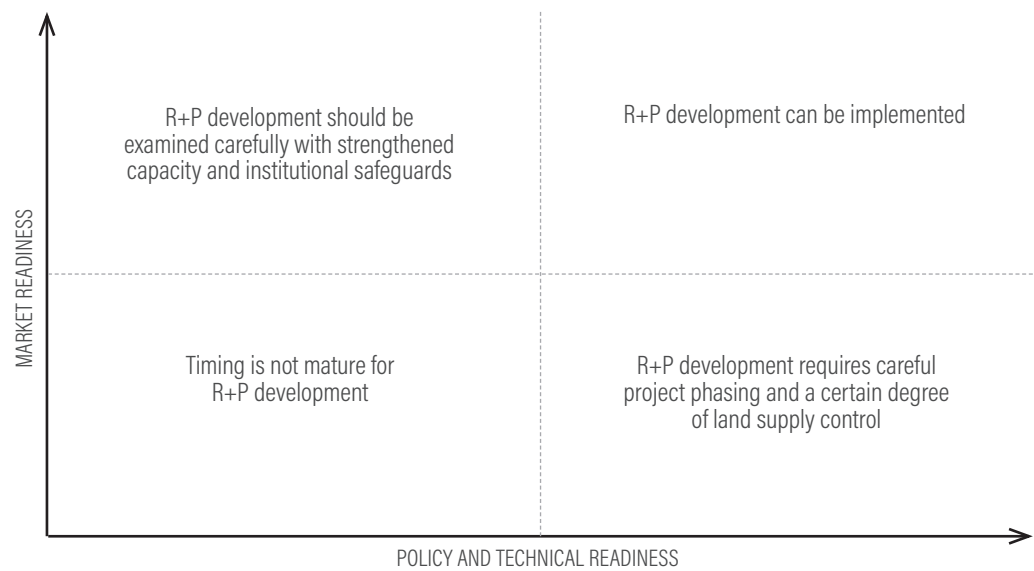 R+P development should be
examined carefully with strengthened
capacity and institutional safeguards
R+P development can be implemented
MARKET READINESS
Timing is not mature for
R+P development
R+P development requires careful
project phasing and a certain degree
of land supply control
POLICY AND TECHNICAL READINESS